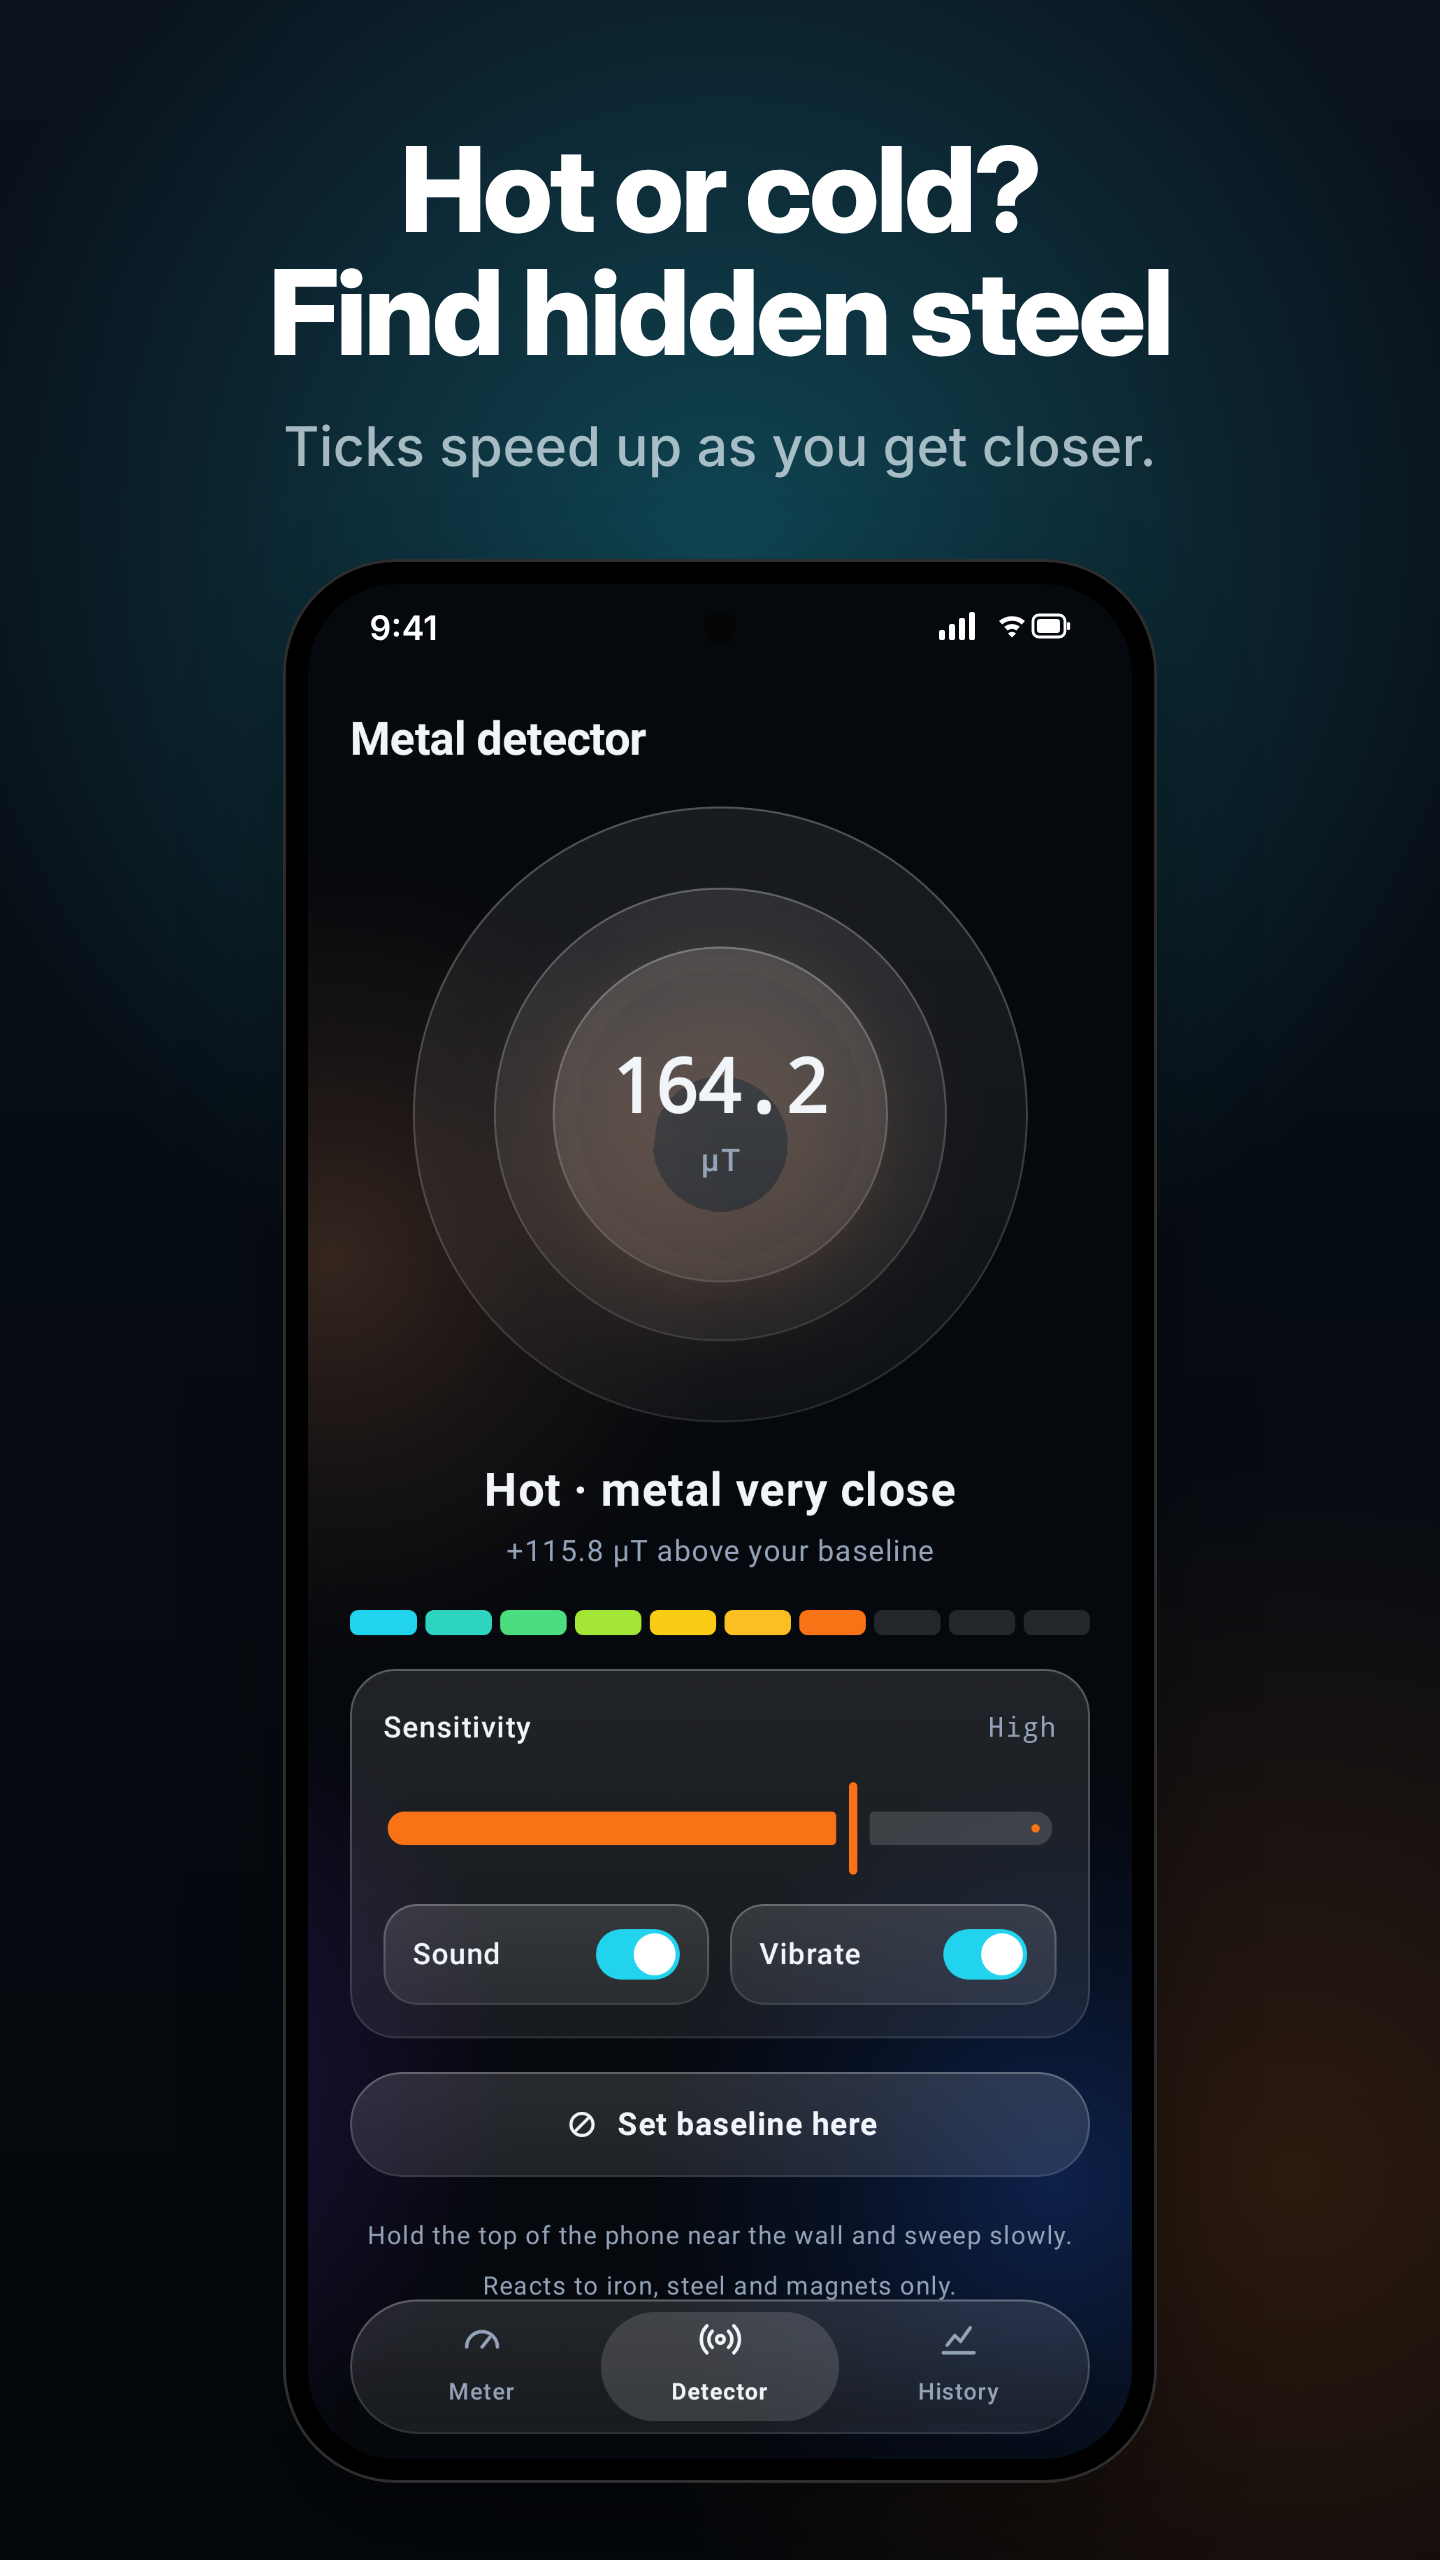 Hot or cold?
Find hidden steel
Ticks speed up as you get closer.
9:41
Metal detector
164.2
µT
Hot · metal very close
+115.8 µT above your baseline
Sensitivity
High
Sound
Vibrate
Set baseline here
Hold the top of the phone near the wall and sweep slowly.
Reacts to iron, steel and magnets only.
Meter
Detector
History